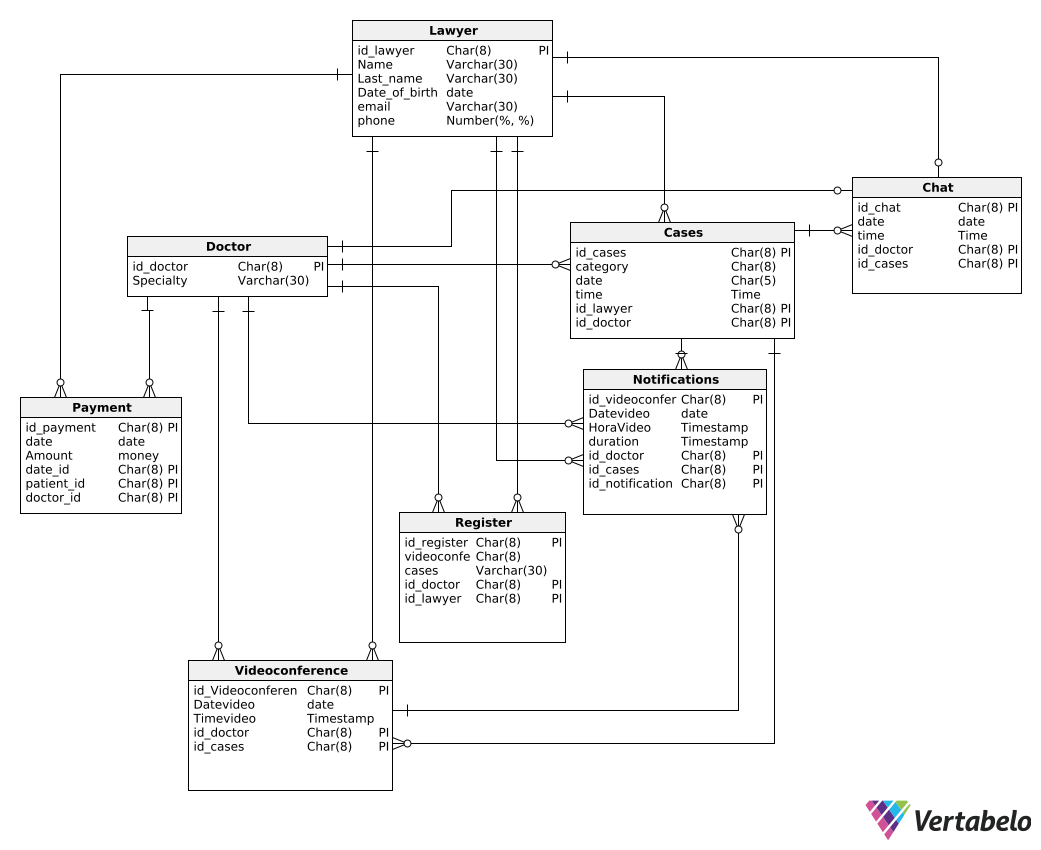 Lawyer
id_lawyer Char(8) PI
Name Varchar(30)
Last_name Varchar(30)
Date_of_birth date
email Varchar(30)
phone Number(%, %)
Chat
id_chat Char(8) PI
date date
time Time
id_doctor Char(8) PI
id_cases Char(8) PI
Doctor
id_doctor Char(8) PI
Specialty Varchar(30)
Cases
id_cases Char(8) PI
category Char(8)
date Char(5)
time Time
id_lawyer Char(8) PI
id_doctor Char(8) PI
Payment
id_payment Char(8) PI
date date
Amount money
date_id Char(8) PI
patient_id Char(8) PI
doctor_id Char(8) PI
Notifications
id_videoconfer Char(8) PI
Datevideo date
HoraVideo Timestamp
duration Timestamp
id_doctor Char(8) PI
id_cases Char(8) PI
id_notification Char(8) PI
Register
id_register Char(8) PI
videoconfe Char(8)
cases Varchar(30)
id_doctor Char(8) PI
id_lawyer Char(8) PI
Videoconference
id_Videoconferen Char(8) PI
Datevideo date
Timevideo Timestamp
id_doctor Char(8) PI
id_cases Char(8) PI
Vertabelo